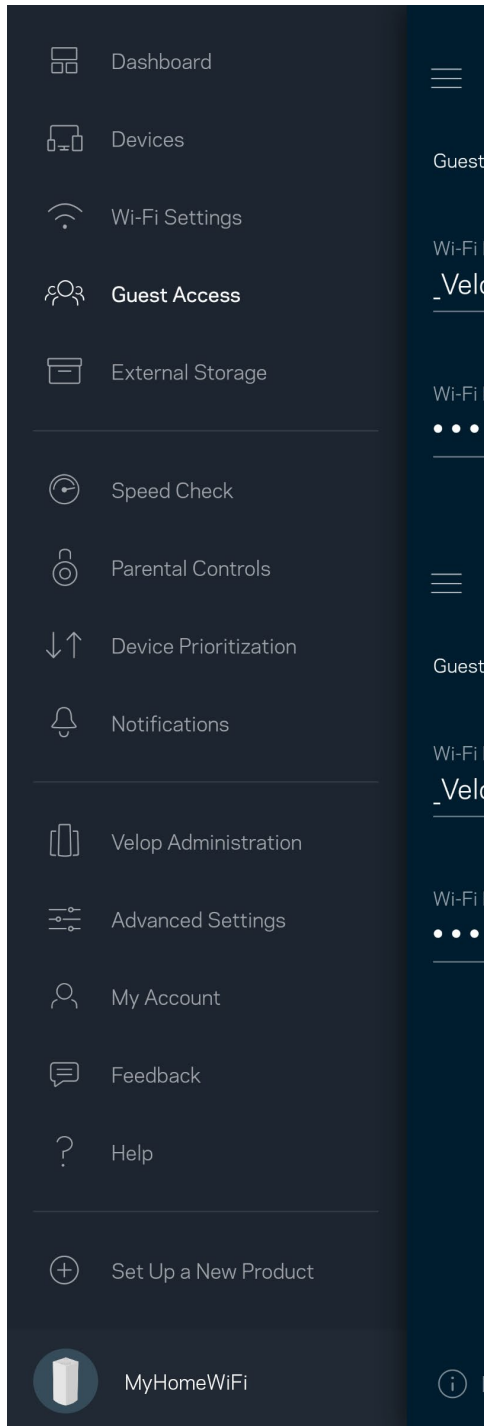 Dashboard
Devices
Wi-Fi Settings
Guest Access
External Storage
Speed Check
Parental Controls
Device Prioritization
Notifications
Velop Administration
Advanced Settings
My Account
Feedback
Help
Set Up a New Product
MyHomeWiFi
Guest
Wi-Fi
_Vel
Wi-Fi
Guest
Wi-Fi
_Vel
Wi-Fi